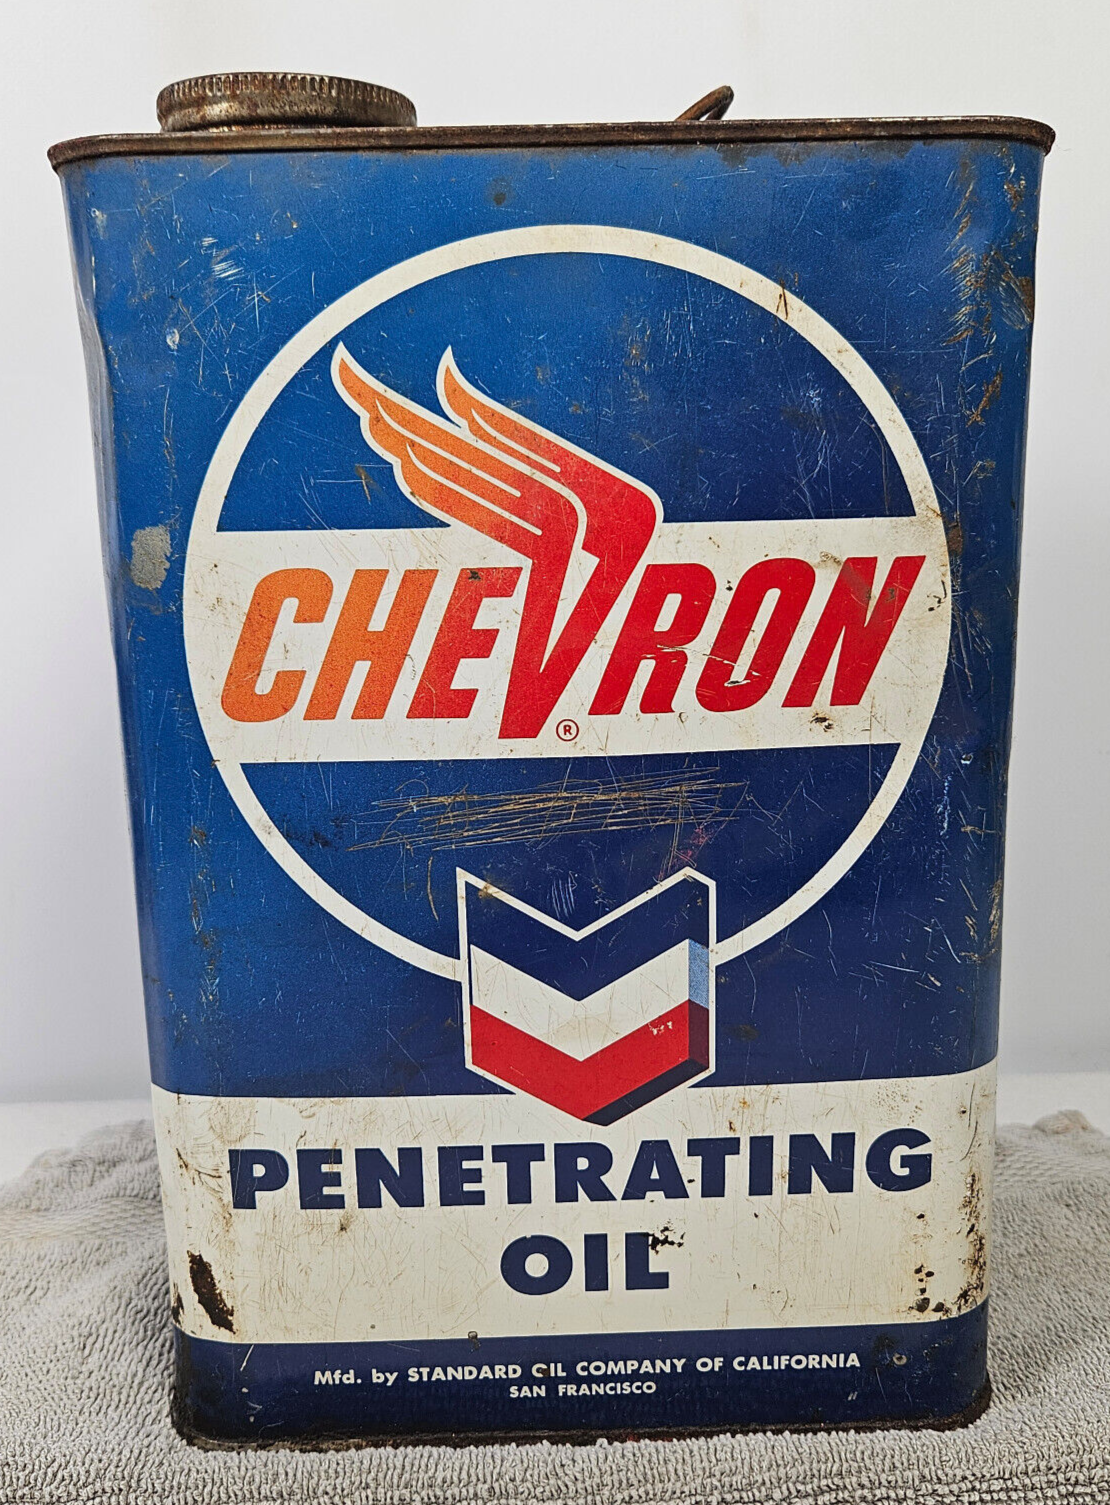 CHEVRON
®
PENETRATING
OIL
Mfd. by STANDARD OIL COMPANY OF CALIFORNIA
SAN FRANCISCO